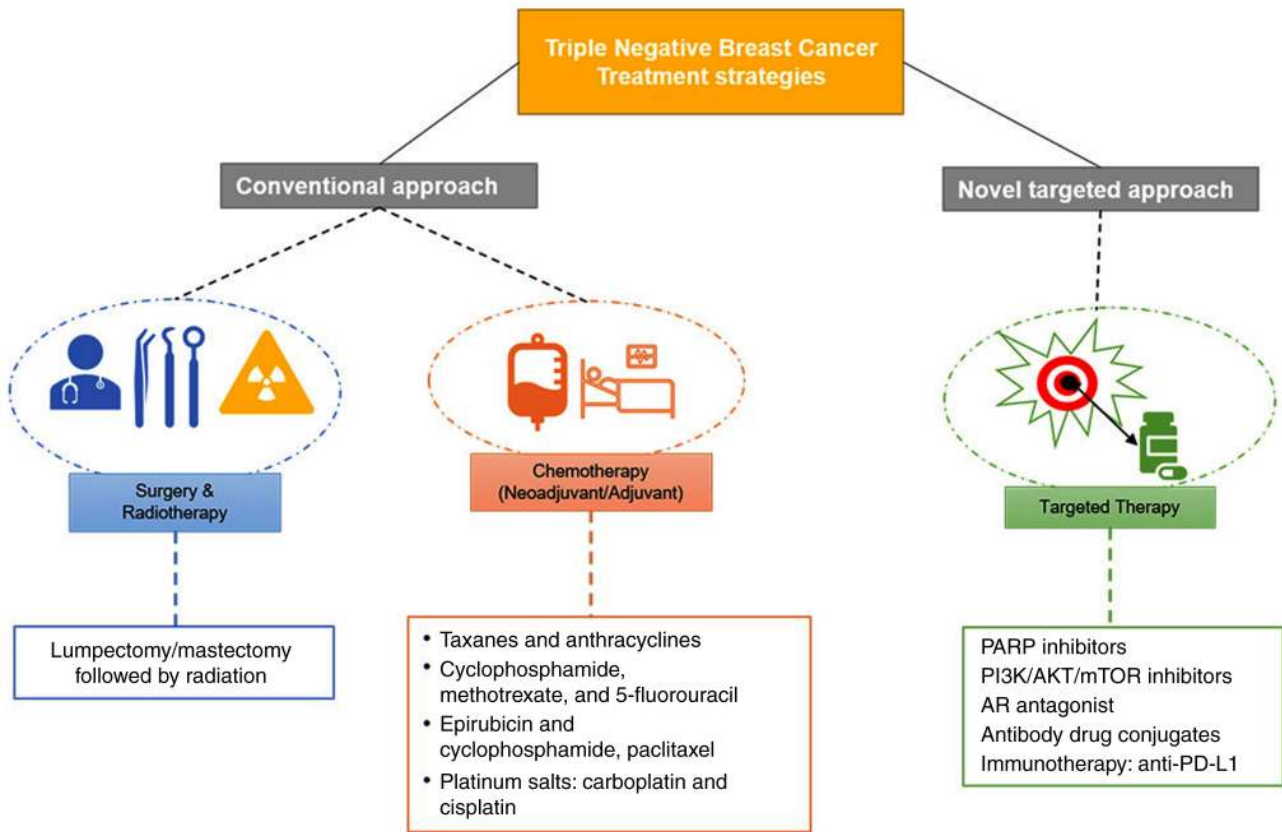 Triple Negative Breast Cancer
Treatment strategies
Conventional approach
Novel targeted approach
Surgery &
Radiotherapy
Chemotherapy
(Neoadjuvant/Adjuvant)
Targeted Therapy
Lumpectomy/mastectomy
followed by radiation
• Taxanes and anthracyclines
• Cyclophosphamide,
methotrexate, and 5-fluorouracil
• Epirubicin and
cyclophosphamide, paclitaxel
• Platinum salts: carboplatin and
cisplatin
PARP inhibitors
PI3K/AKT/mTOR inhibitors
AR antagonist
Antibody drug conjugates
Immunotherapy: anti-PD-L1